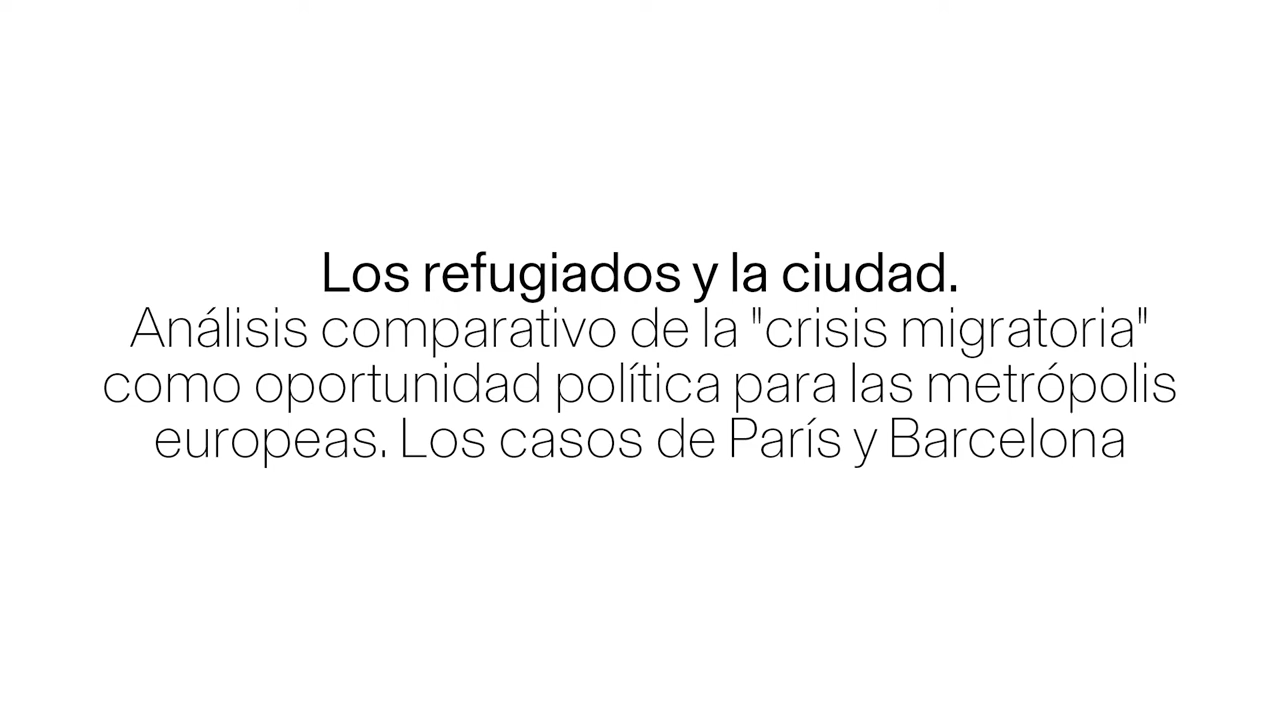 Los refugiados y la ciudad.
Análisis comparativo de la "crisis migratoria"
como oportunidad política para las metrópolis
europeas. Los casos de París y Barcelona